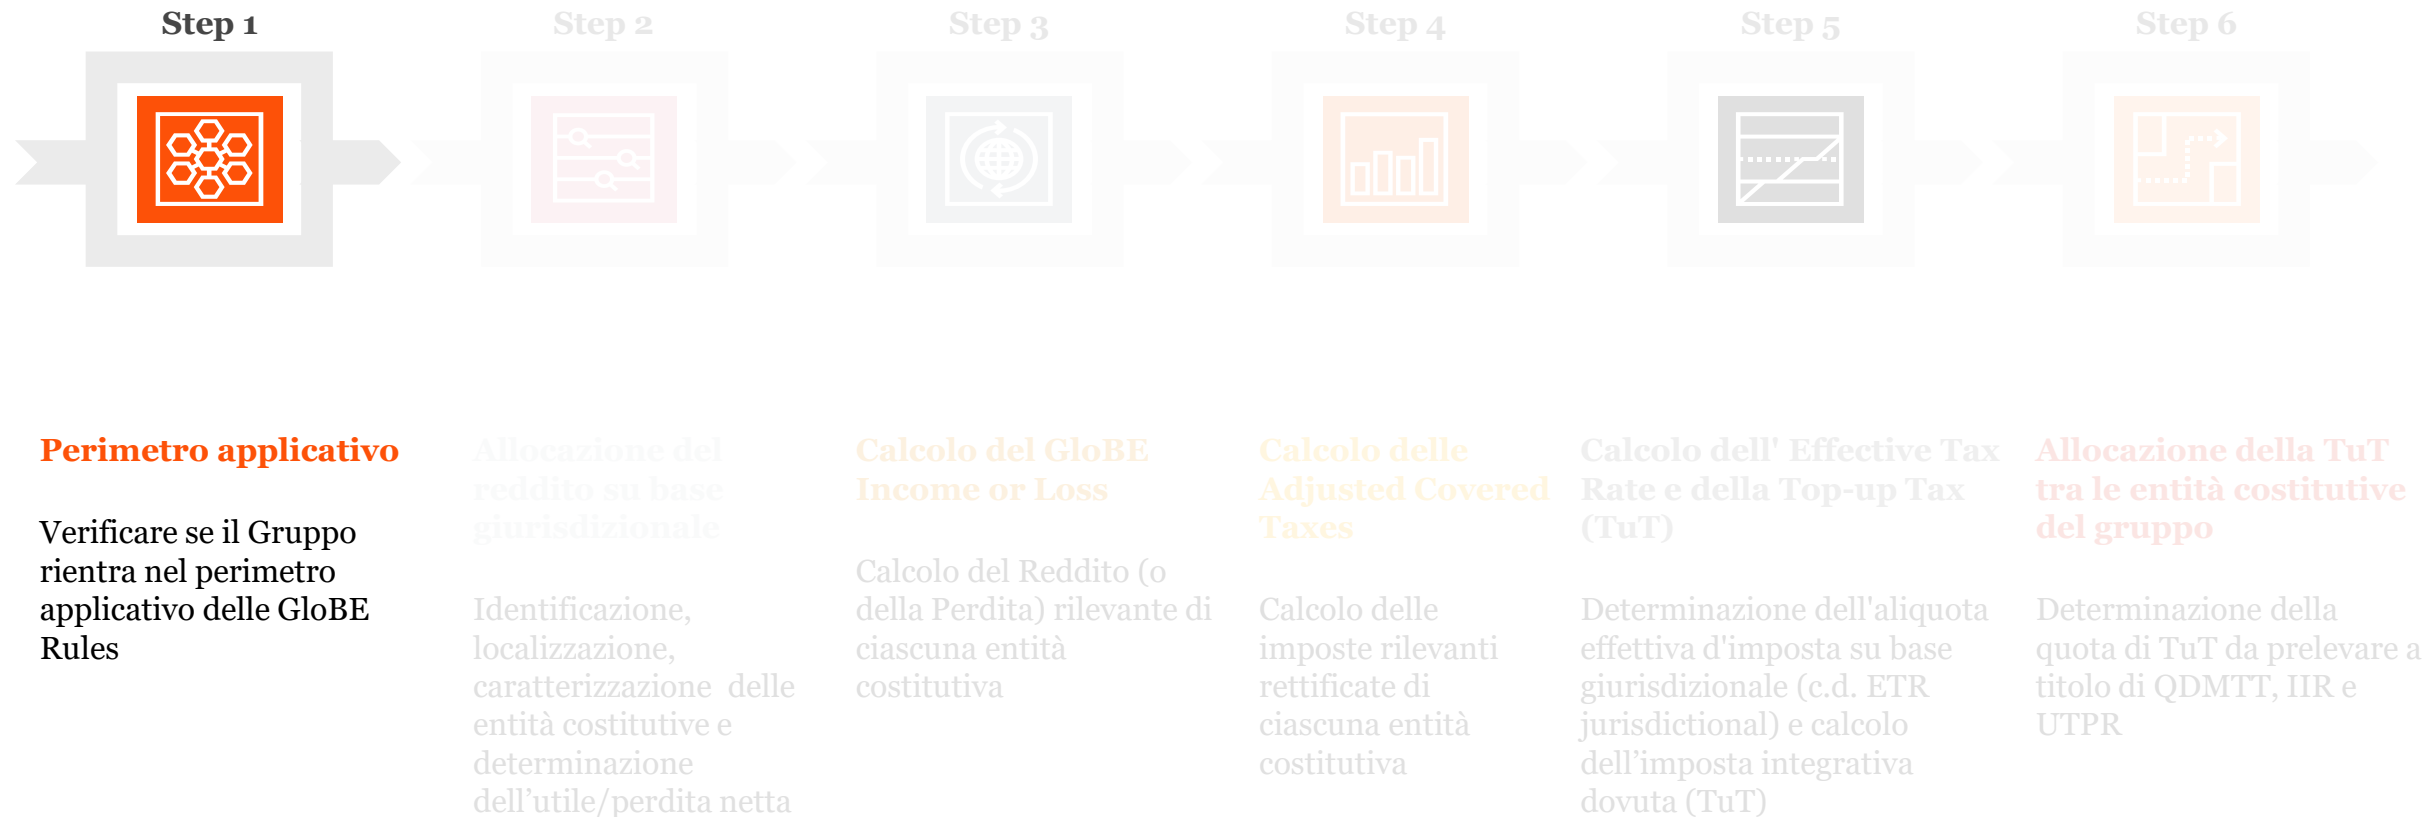 Step 1
Step 2
Step 3
Step 4
Step 5
Step 6
Perimetro applicativo
Verificare se il Gruppo
rientra nel perimetro
applicativo delle GloBE
Rules
Allocazione del
reddito su base
giurisdizionale
Identificazione,
localizzazione,
caratterizzazione  delle
entità costitutive e
determinazione
dell’utile/perdita netta
Calcolo del GloBE
Income or Loss
Calcolo del Reddito (o
della Perdita) rilevante di
ciascuna entità
costitutiva
Calcolo delle
Adjusted Covered
Taxes
Calcolo delle
imposte rilevanti
rettificate di
ciascuna entità
costitutiva
Calcolo dell' Effective Tax
Rate e della Top-up Tax
(TuT)
Determinazione dell'aliquota
effettiva d'imposta su base
giurisdizionale (c.d. ETR
jurisdictional) e calcolo
dell’imposta integrativa
dovuta (TuT)
Allocazione della TuT
tra le entità costitutive
del gruppo
Determinazione della
quota di TuT da prelevare a
titolo di QDMTT, IIR e
UTPR